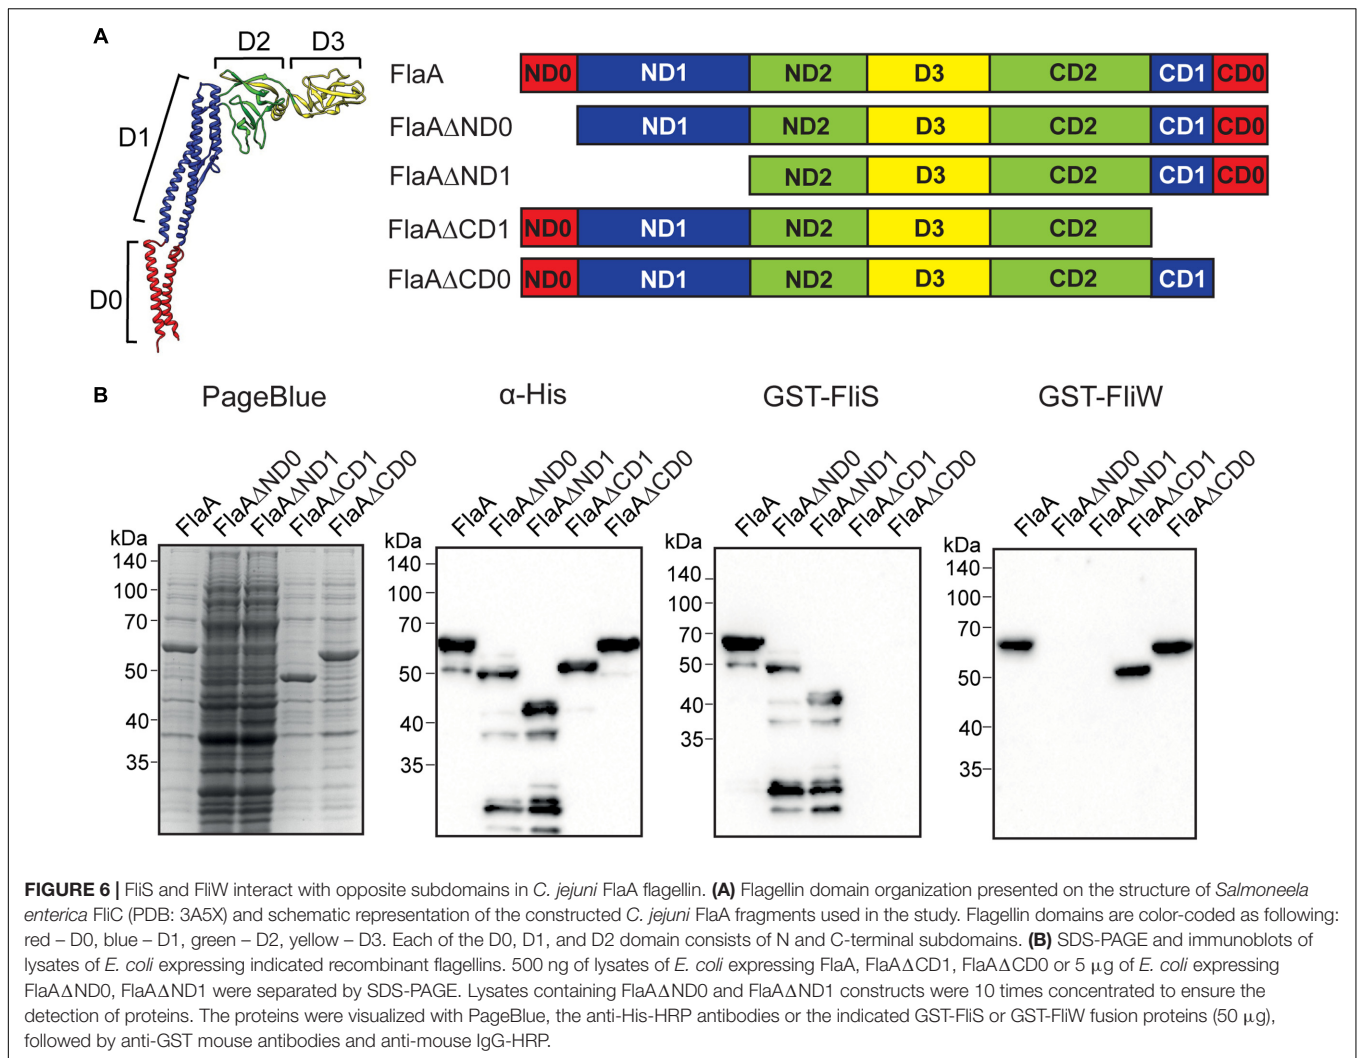 A
D2 D3
D1
D0
FlaA ND0 ND1 ND2 D3 CD2 CD1 CD0
FlaAΔND0 ND1 ND2 D3 CD2 CD1 CD0
FlaAΔND1 ND2 D3 CD2 CD1 CD0
FlaAΔCD1 ND0 ND1 ND2 D3 CD2
FlaAΔCD0 ND0 ND1 ND2 D3 CD2 CD1
B
PageBlue α-His GST-FliS GST-FliW
FlaA FlaAΔND0 FlaAΔND1 FlaAΔCD1 FlaAΔCD0
kDa
140
100
70
50
40
35
FlaA FlaAΔND0 FlaAΔND1 FlaAΔCD1 FlaAΔCD0
kDa
140
100
70
50
40
35
FlaA FlaAΔND0 FlaAΔND1 FlaAΔCD1 FlaAΔCD0
kDa
140
100
70
50
40
35
FlaA FlaAΔND0 FlaAΔND1 FlaAΔCD1 FlaAΔCD0
kDa
140
100
70
50
40
35
FIGURE 6 | FliS and FliW interact with opposite subdomains in C. jejuni FlaA flagellin. (A) Flagellin domain organization presented on the structure of Salmoneela
enterica FliC (PDB: 3A5X) and schematic representation of the constructed C. jejuni FlaA fragments used in the study. Flagellin domains are color-coded as following:
red – D0, blue – D1, green – D2, yellow – D3. Each of the D0, D1, and D2 domain consists of N and C-terminal subdomains. (B) SDS-PAGE and immunoblots of
lysates of E. coli expressing indicated recombinant flagellins. 500 ng of lysates of E. coli expressing FlaA, FlaAΔCD1, FlaAΔCD0 or 5 μg of E. coli expressing
FlaAΔND0, FlaAΔND1 were separated by SDS-PAGE. Lysates containing FlaAΔND0 and FlaAΔND1 constructs were 10 times concentrated to ensure the
detection of proteins. The proteins were visualized with PageBlue, the anti-His-HRP antibodies or the indicated GST-FliS or GST-FliW fusion proteins (50 μg),
followed by anti-GST mouse antibodies and anti-mouse IgG-HRP.